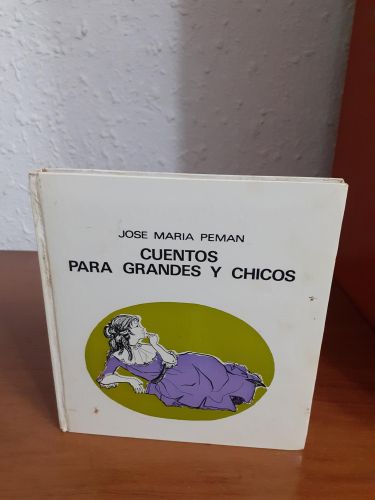 JOSE MARIA PEMAN
CUENTOS
PARA GRANDES Y CHICOS